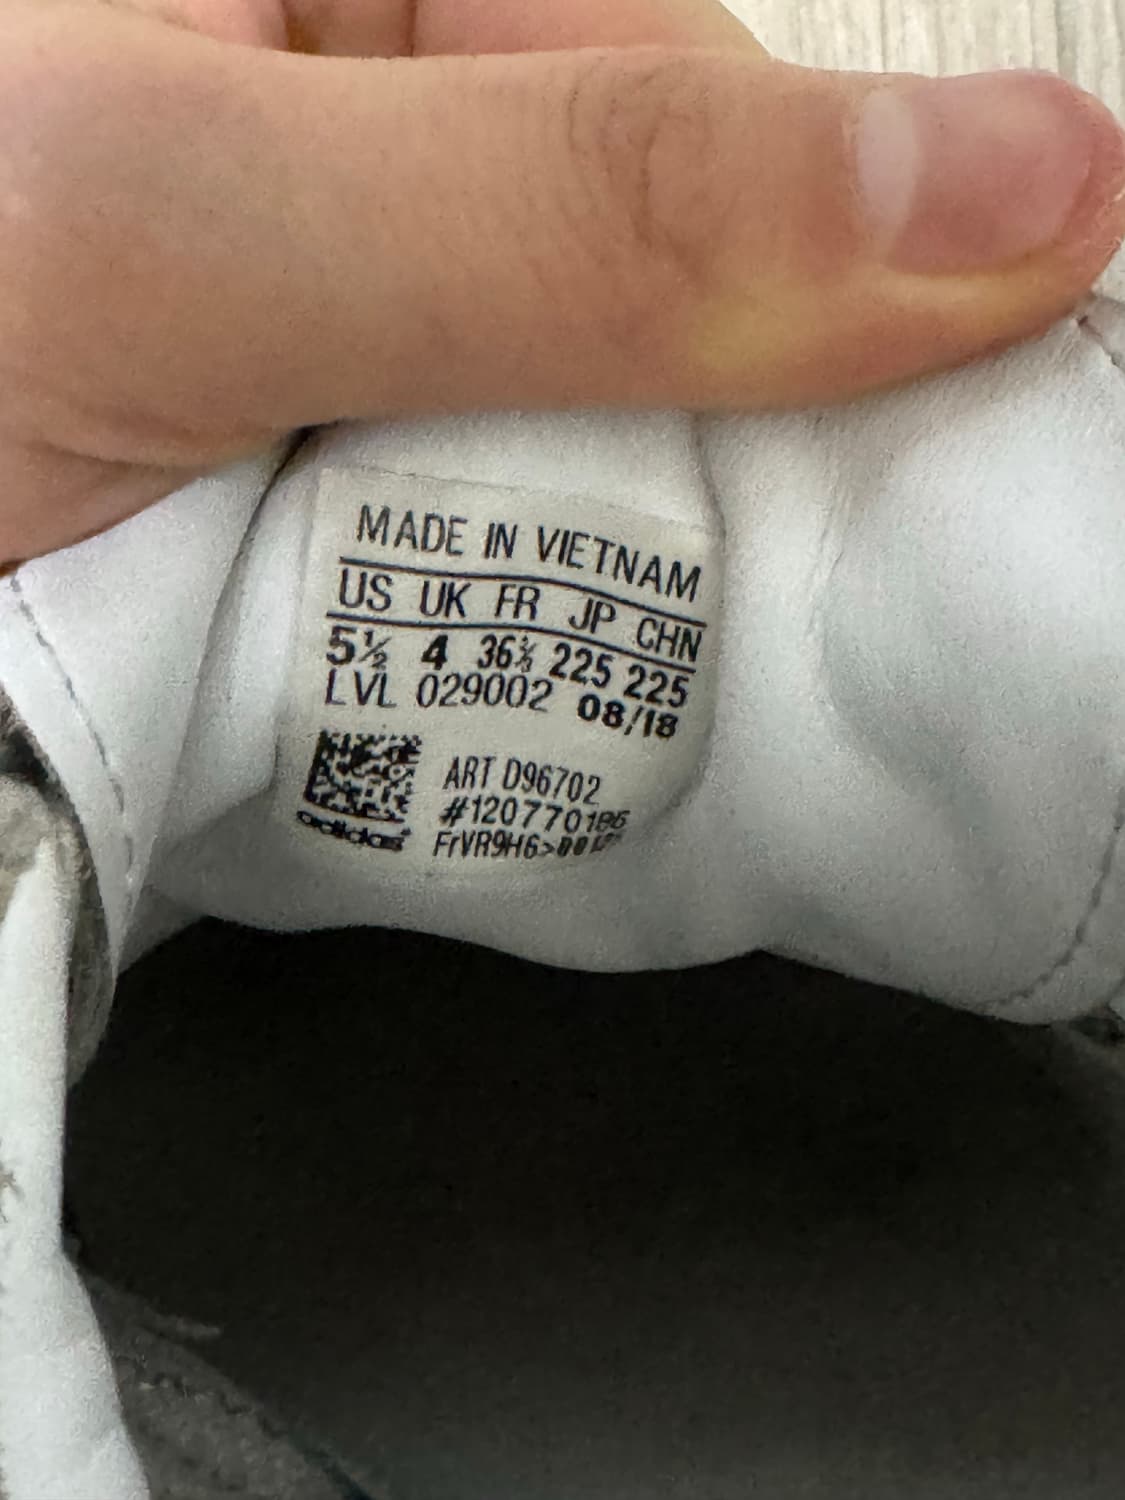 MADE IN VIETNAM
US UK FR JP CHN
5½ 4 36⅔ 225 225
LVL 029002 08/18
ART D96702
#120770186
adidas